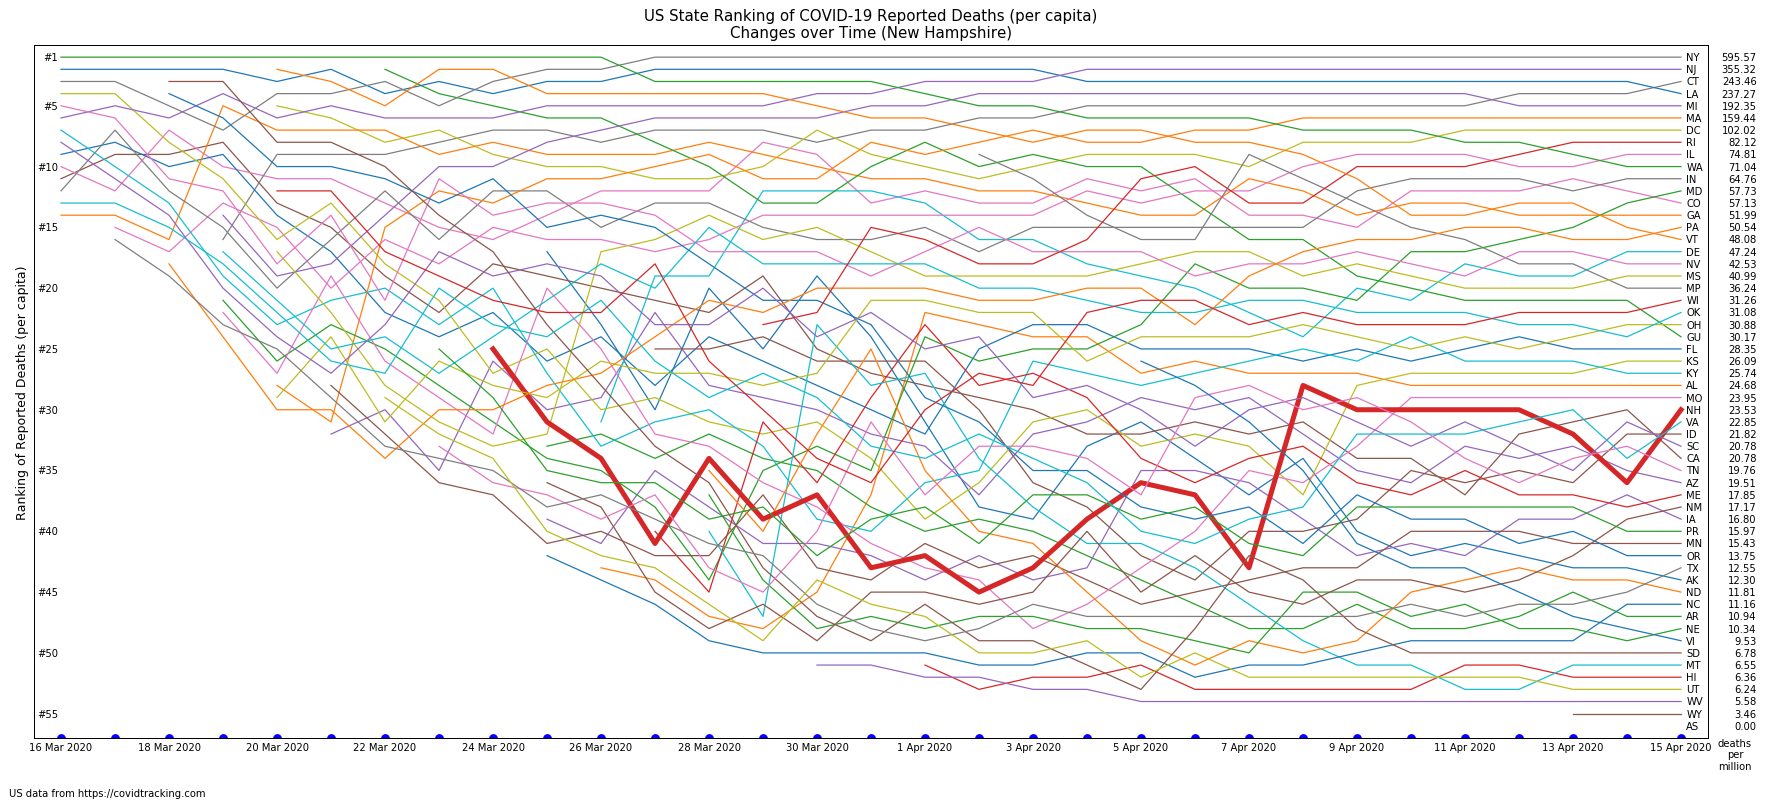 US State Ranking of COVID-19 Reported Deaths (per capita)
Changes over Time (New Hampshire)
Ranking of Reported Deaths (per capita)
#1
#5
#10
#15
#20
#25
#30
#35
#40
#45
#50
#55
NY 595.57
NJ 355.32
CT 243.46
LA 237.27
MI 192.35
MA 159.44
DC 102.02
RI 82.12
IL 74.81
WA 71.04
IN 64.76
MD 57.73
CO 57.13
GA 51.99
PA 50.54
VT 48.08
DE 47.24
NV 42.53
MS 40.99
MP 36.24
WI 31.26
OK 31.08
OH 30.88
GU 30.17
FL 28.35
KS 26.09
KY 25.74
AL 24.68
MO 23.95
NH 23.53
VA 22.85
ID 21.82
SC 20.78
CA 20.78
TN 19.76
AZ 19.51
ME 17.85
NM 17.17
IA 16.80
PR 15.97
MN 15.43
OR 13.75
TX 12.55
AK 12.30
ND 11.81
NC 11.16
AR 10.94
NE 10.34
VI 9.53
SD 6.78
MT 6.55
HI 6.36
UT 6.24
WV 5.58
WY 3.46
AS 0.00
16 Mar 2020 18 Mar 2020 20 Mar 2020 22 Mar 2020 24 Mar 2020 26 Mar 2020 28 Mar 2020 30 Mar 2020 1 Apr 2020 3 Apr 2020 5 Apr 2020 7 Apr 2020 9 Apr 2020 11 Apr 2020 13 Apr 2020 15 Apr 2020
deaths
per
million
US data from https://covidtracking.com